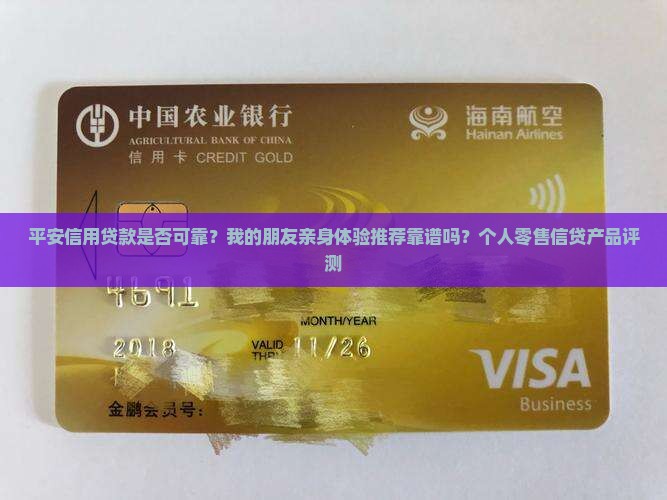 中国农业银行
AGRICULTURAL BANK OF CHINA
信用卡 CREDIT GOLD
海南航空
Hainan Airlines
平安信用贷款是否可靠？我的朋友亲身体验推荐靠谱吗？个人零售信贷产品评
测
4691
MONTH/YEAR
2018
VALID
THRU
11/26
VISA
Business
金鹏会员号：